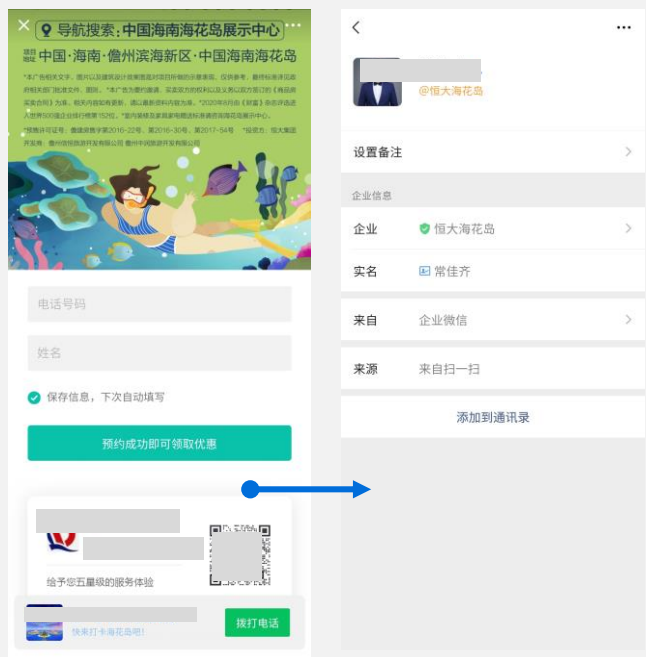 导航搜索:中国海南海花岛展示中心
项目地址 中国·海南·儋州滨海新区·中国海南海花岛
电话号码
姓名
保存信息，下次自动填写
预约成功即可领取优惠
给予您五星级的服务体验
快来打卡海花岛吧!
拨打电话
@恒大海花岛
设置备注
企业信息
企业 恒大海花岛
实名 常佳齐
来自 企业微信
来源 来自扫一扫
添加到通讯录